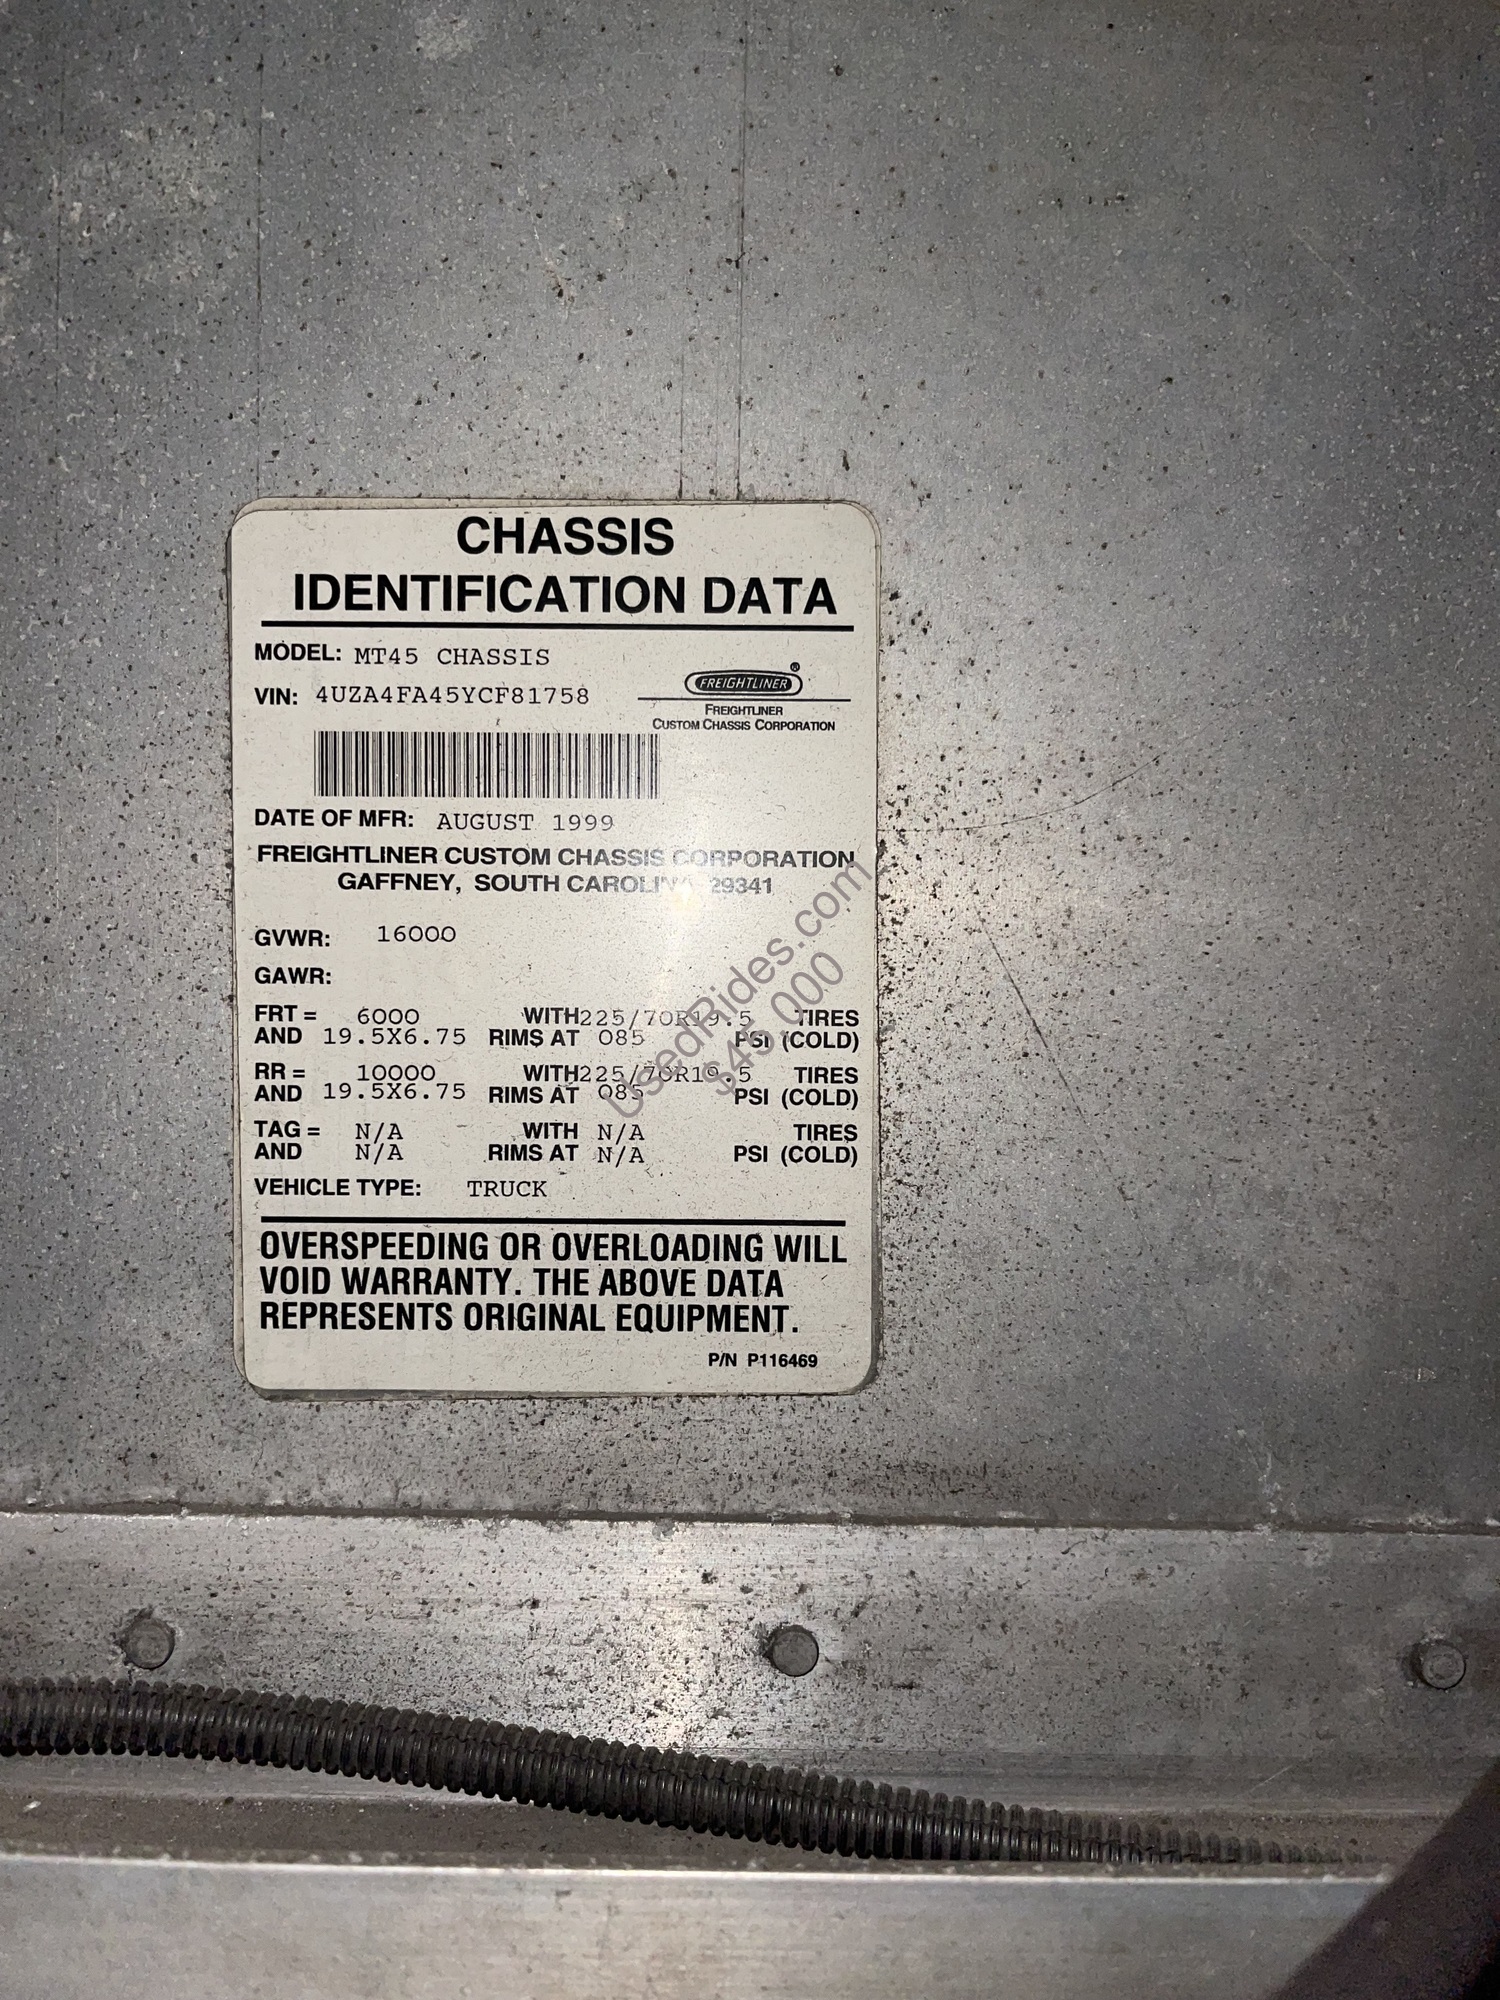 CHASSIS
IDENTIFICATION DATA
MODEL: MT45 CHASSIS
VIN: 4UZA4FA45YCF81758
FREIGHTLINER®
FREIGHTLINER
CUSTOM CHASSIS CORPORATION
DATE OF MFR: AUGUST 1999
FREIGHTLINER CUSTOM CHASSIS CORPORATION
GAFFNEY, SOUTH CAROLINA 29341
GVWR: 16000
GAWR:
FRT = 6000 WITH 225/70R19.5 TIRES
AND 19.5X6.75 RIMS AT 085 PSI (COLD)
RR = 10000 WITH 225/70R19.5 TIRES
AND 19.5X6.75 RIMS AT 085 PSI (COLD)
TAG = N/A WITH N/A TIRES
AND N/A RIMS AT N/A PSI (COLD)
VEHICLE TYPE: TRUCK
OVERSPEEDING OR OVERLOADING WILL
VOID WARRANTY. THE ABOVE DATA
REPRESENTS ORIGINAL EQUIPMENT.
P/N P116469
UsedRides.com
$45,000